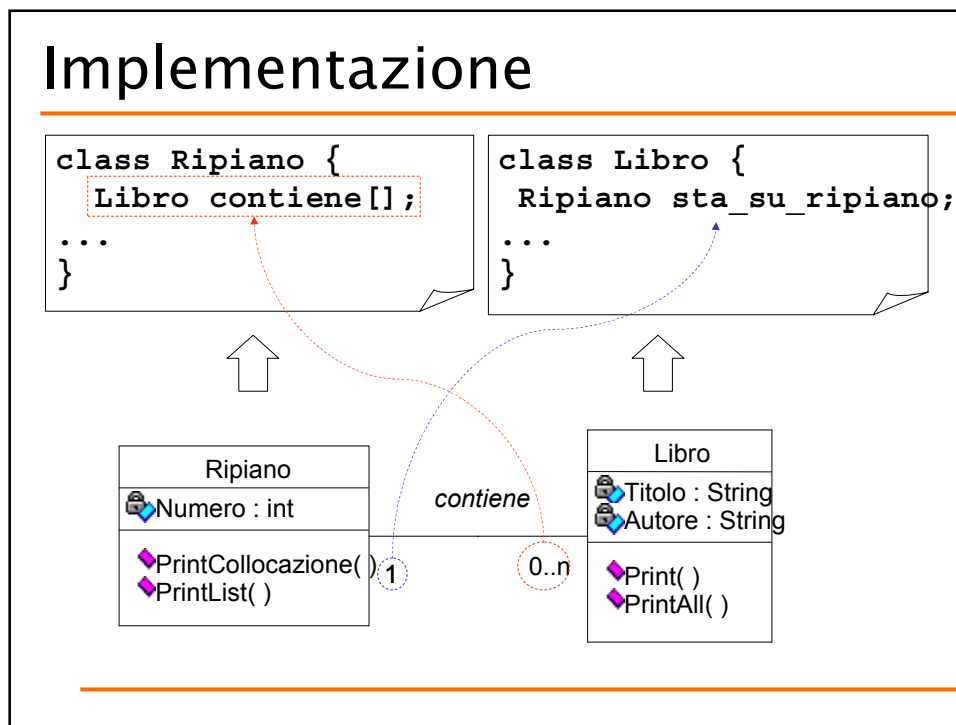 Implementazione
class Ripiano {
Libro contiene[];
...
}
class Libro {
Ripiano sta_su_ripiano;
...
}
Ripiano
Numero : int
PrintCollocazione( )
PrintList( )
1
contiene
0..n
Libro
Titolo : String
Autore : String
Print( )
PrintAll( )